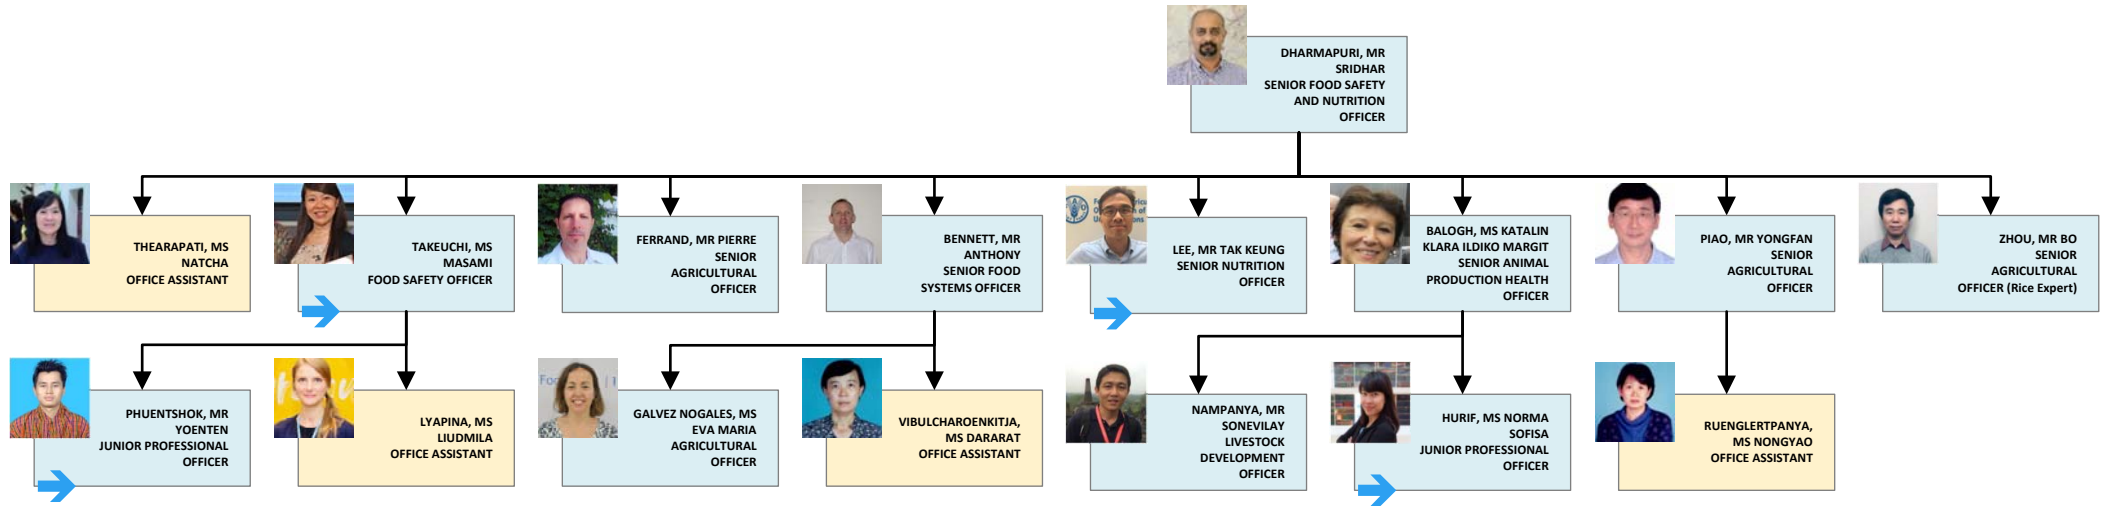 DHARMAPURI, MR
SRIDHAR
SENIOR FOOD SAFETY
AND NUTRITION
OFFICER
THEARAPATI, MS
NATCHA
OFFICE ASSISTANT
TAKEUCHI, MS
MASAMI
FOOD SAFETY OFFICER
FERRAND, MR PIERRE
SENIOR
AGRICULTURAL
OFFICER
BENNETT, MR
ANTHONY
SENIOR FOOD
SYSTEMS OFFICER
LEE, MR TAK KEUNG
SENIOR NUTRITION
OFFICER
BALOGH, MS KATALIN
KLARA ILDIKO MARGIT
SENIOR ANIMAL
PRODUCTION HEALTH
OFFICER
PIAO, MR YONGFAN
SENIOR
AGRICULTURAL
OFFICER
ZHOU, MR BO
SENIOR
AGRICULTURAL
OFFICER (Rice Expert)
PHUENTSHOK, MR
YOENTEN
JUNIOR PROFESSIONAL
OFFICER
LYAPINA, MS
LIUDMILA
OFFICE ASSISTANT
GALVEZ NOGALES, MS
EVA MARIA
AGRICULTURAL
OFFICER
VIBULCHAROENKITJA,
MS DARARAT
OFFICE ASSISTANT
NAMPANYA, MR
SONEVILAY
LIVESTOCK
DEVELOPMENT
OFFICER
HURIF, MS NORMA
SOFISA
JUNIOR PROFESSIONAL
OFFICER
RUENGLERTPANYA,
MS NONGYAO
OFFICE ASSISTANT